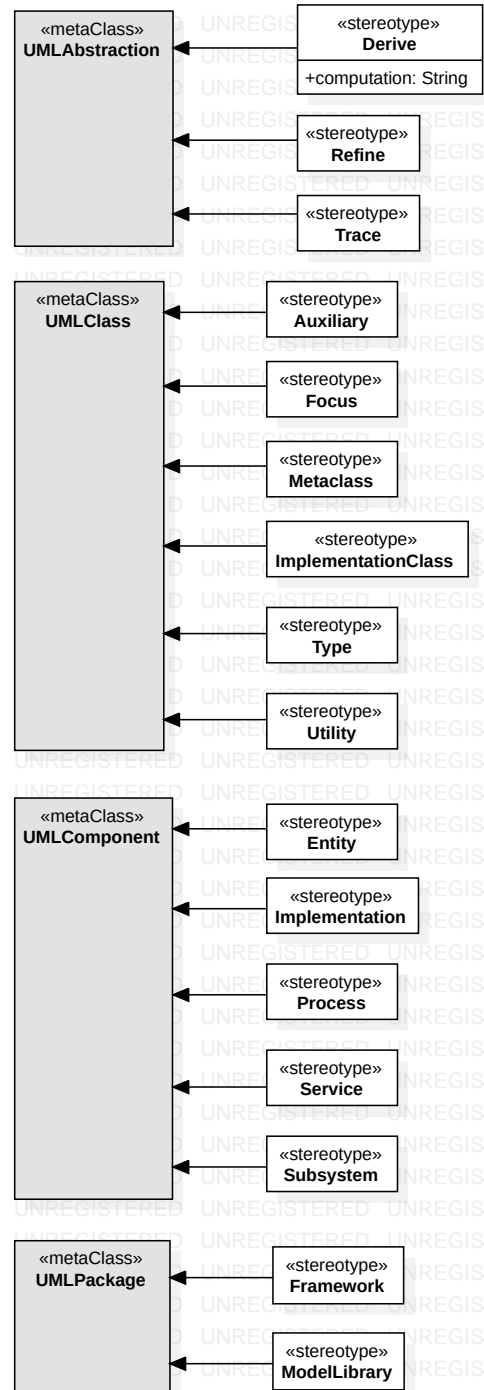 «metaClass»
UMLAbstraction
«stereotype»
Derive
+computation: String
«stereotype»
Refine
«stereotype»
Trace
«metaClass»
UMLClass
«stereotype»
Auxiliary
«stereotype»
Focus
«stereotype»
Metaclass
«stereotype»
ImplementationClass
«stereotype»
Type
«stereotype»
Utility
«metaClass»
UMLComponent
«stereotype»
Entity
«stereotype»
Implementation
«stereotype»
Process
«stereotype»
Service
«stereotype»
Subsystem
«metaClass»
UMLPackage
«stereotype»
Framework
«stereotype»
ModelLibrary
UNREGISTERED